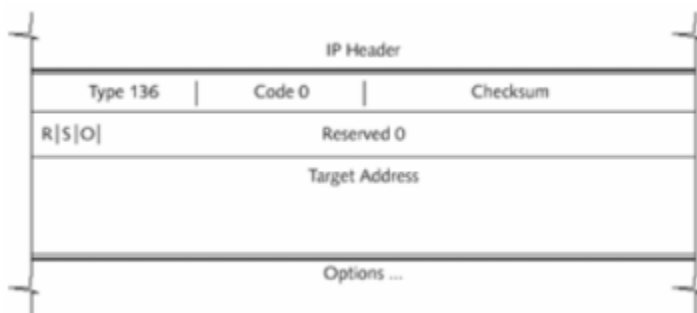 IP Header
Type 136 | Code 0 | Checksum
R|S|O| Reserved 0
Target Address
Options ...